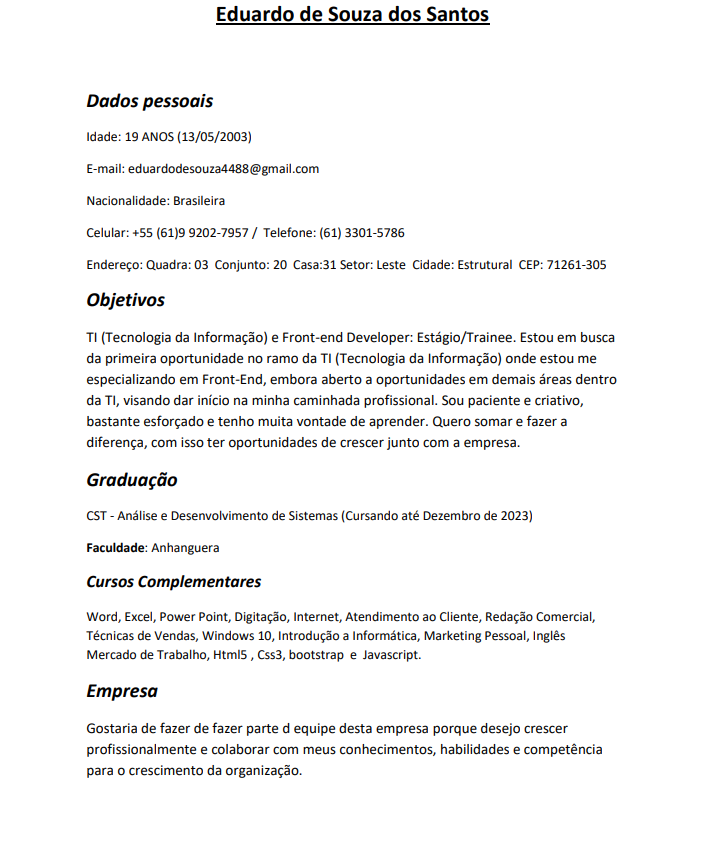 Eduardo de Souza dos Santos
Dados pessoais
Idade: 19 ANOS (13/05/2003)
E-mail: eduardodesouza4488@gmail.com
Nacionalidade: Brasileira
Celular: +55 (61)9 9202-7957 /  Telefone: (61) 3301-5786
Endereço: Quadra: 03  Conjunto: 20  Casa:31 Setor: Leste  Cidade: Estrutural  CEP: 71261-305
Objetivos
TI (Tecnologia da Informação) e Front-end Developer: Estágio/Trainee. Estou em busca
da primeira oportunidade no ramo da TI (Tecnologia da Informação) onde estou me
especializando em Front-End, embora aberto a oportunidades em demais áreas dentro
da TI, visando dar início na minha caminhada profissional. Sou paciente e criativo,
bastante esforçado e tenho muita vontade de aprender. Quero somar e fazer a
diferença, com isso ter oportunidades de crescer junto com a empresa.
Graduação
CST - Análise e Desenvolvimento de Sistemas (Cursando até Dezembro de 2023)
Faculdade: Anhanguera
Cursos Complementares
Word, Excel, Power Point, Digitação, Internet, Atendimento ao Cliente, Redação Comercial,
Técnicas de Vendas, Windows 10, Introdução a Informática, Marketing Pessoal, Inglês
Mercado de Trabalho, Html5 , Css3, bootstrap  e  Javascript.
Empresa
Gostaria de fazer de fazer parte d equipe desta empresa porque desejo crescer
profissionalmente e colaborar com meus conhecimentos, habilidades e competência
para o crescimento da organização.